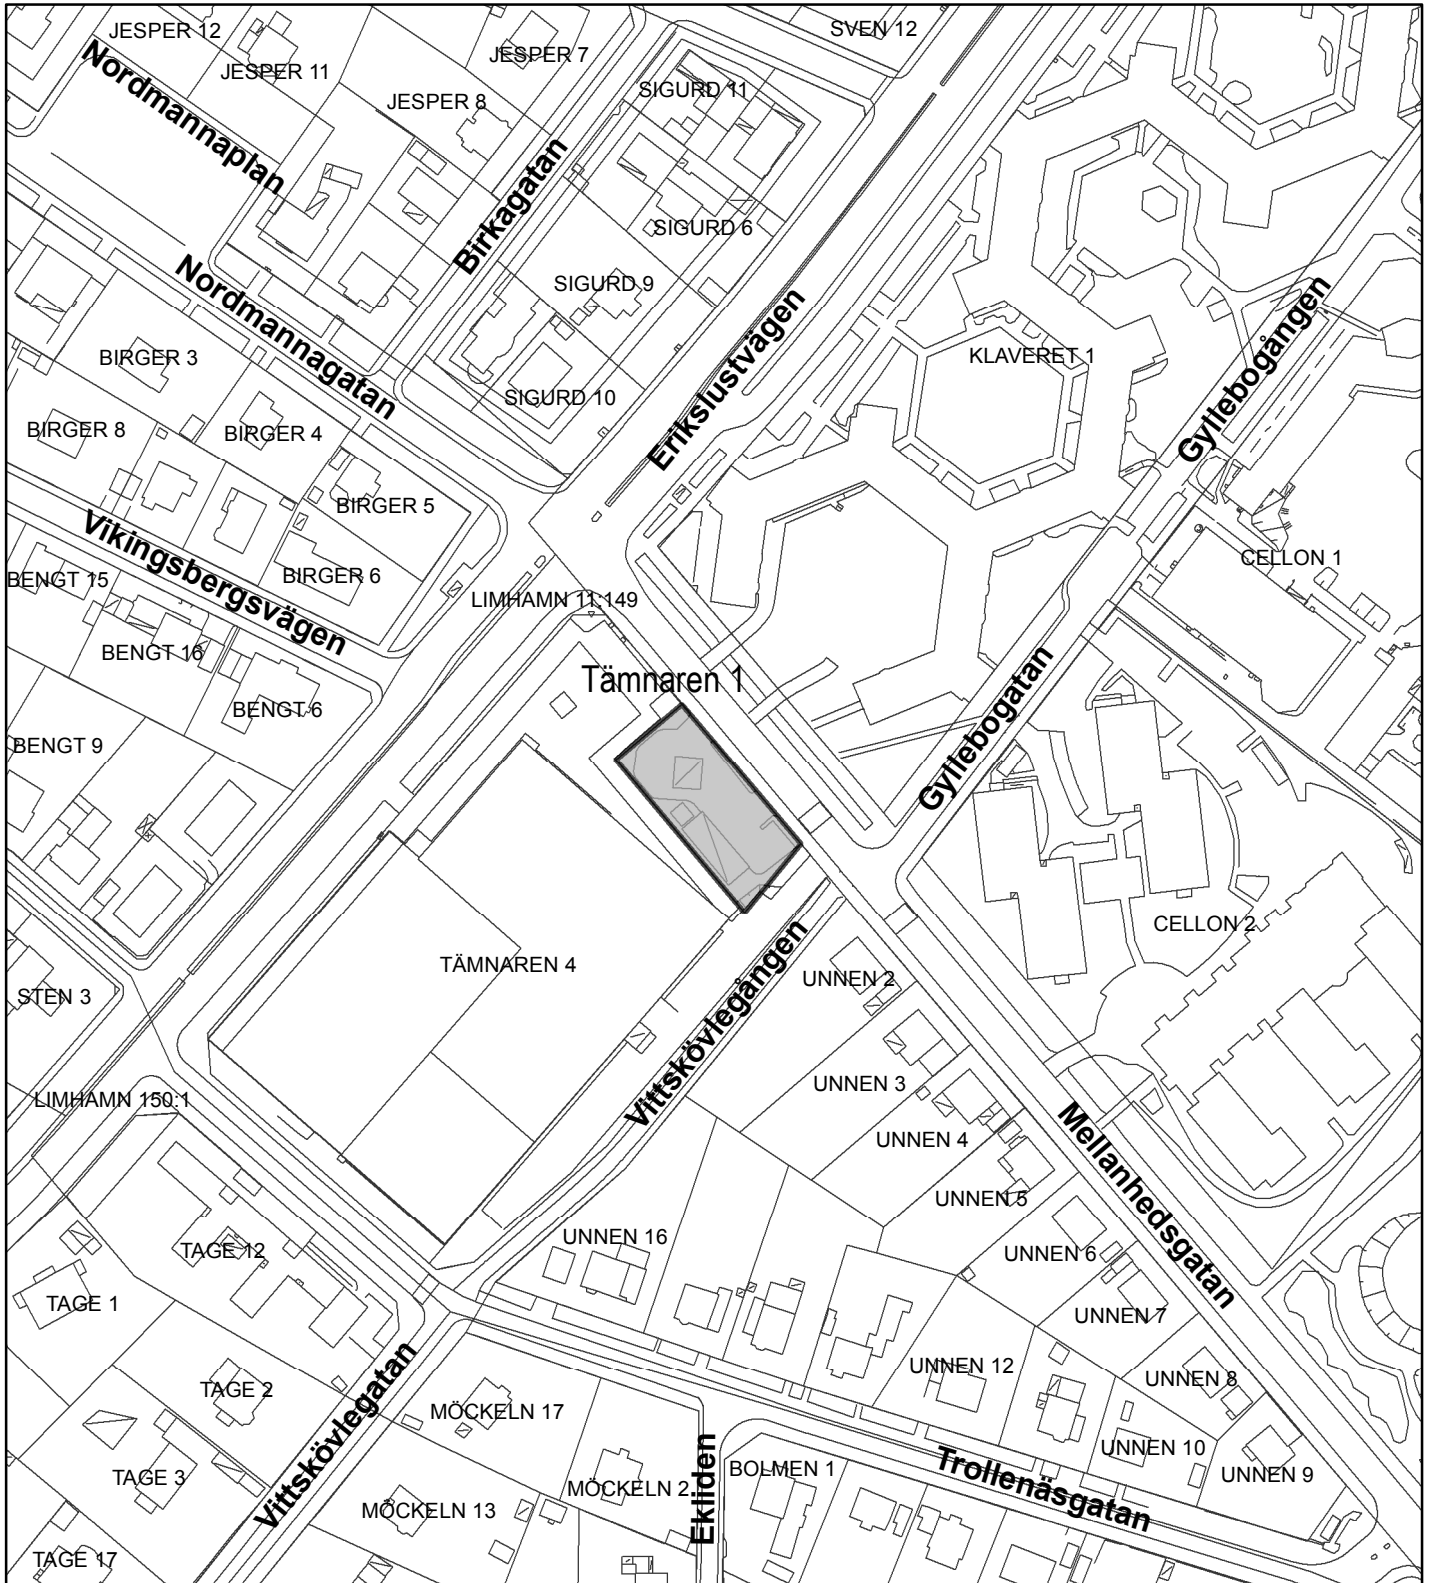 JESPER 12
SVEN 12
Nordmannaplan
JESPER 11
JESPER 7
JESPER 8
SIGURD 11
Birkagatan
SIGURD 6
SIGURD 9
Nordmannagatan
Erikslustvägen
Gyllebogången
BIRGER 3
KLAVERET 1
SIGURD 10
BIRGER 8
BIRGER 4
BIRGER 5
Vikingsbergsvägen
BENGT 15
BIRGER 6
CELLON 1
LIMHAMN 11:149
BENGT 16
Tämnaren 1
BENGT 6
Gyllebogatan
BENGT 9
CELLON 2
TÄMNAREN 4
UNNEN 2
STEN 3
Vittskövlegången
UNNEN 3
LIMHAMN 150:1
UNNEN 4
Mellanhedsgatan
UNNEN 5
UNNEN 16
TAGE 12
UNNEN 6
TAGE 1
UNNEN 7
UNNEN 12
UNNEN 8
TAGE 2
Vittskövlegatan
MÖCKELN 17
UNNEN 10
BOLMEN 1
UNNEN 9
TAGE 3
MÖCKELN 2
Ekliden
Trollenäsgatan
MÖCKELN 13
TAGE 17